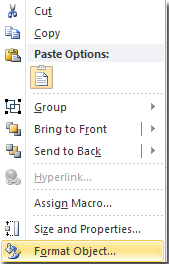 Cut
Copy
Paste Options:
Group
Bring to Front
Send to Back
Hyperlink...
Assign Macro...
Size and Properties...
Format Object...